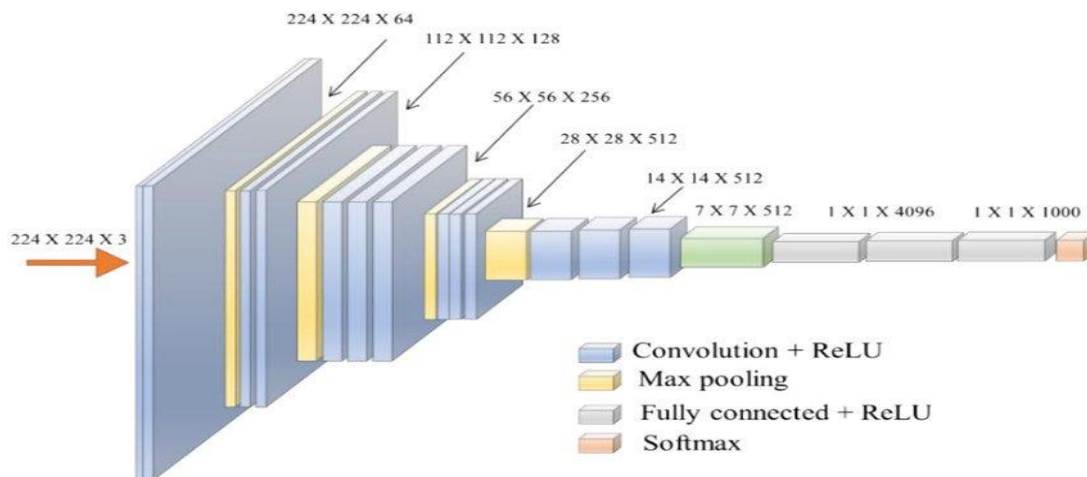 224 X 224 X 64
112 X 112 X 128
56 X 56 X 256
28 X 28 X 512
14 X 14 X 512
7 X 7 X 512
1 X 1 X 4096
1 X 1 X 1000
224 X 224 X 3
Convolution + ReLU
Max pooling
Fully connected + ReLU
Softmax